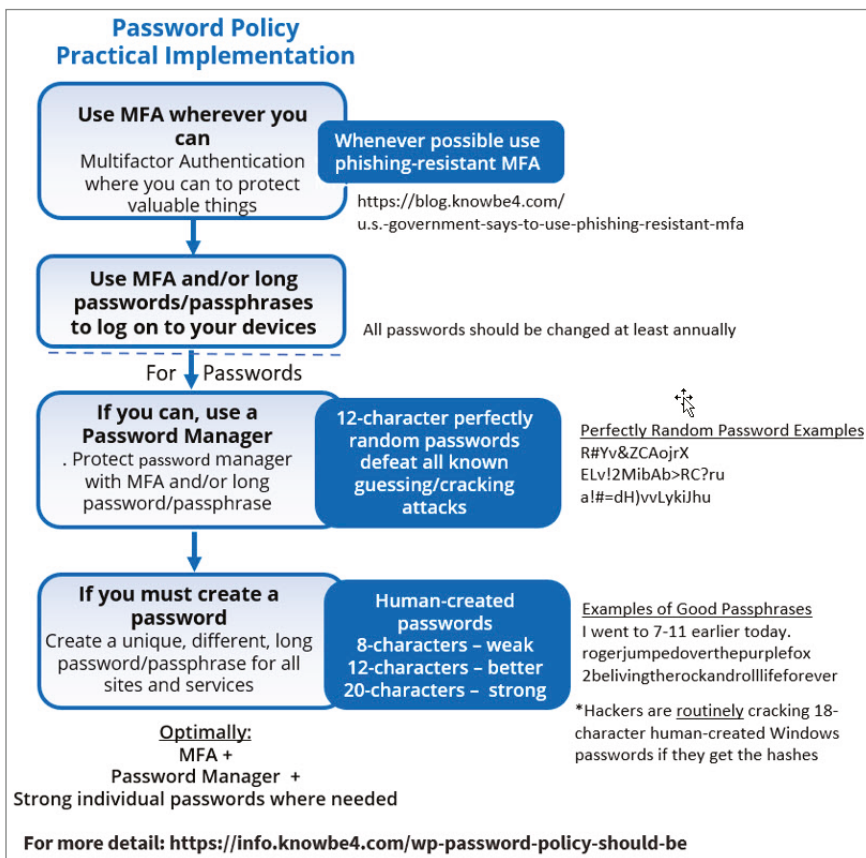 Password Policy
Practical Implementation
Use MFA wherever you
can
Multifactor Authentication
where you can to protect
valuable things
Whenever possible use
phishing-resistant MFA
https://blog.knowbe4.com/
u.s.-government-says-to-use-phishing-resistant-mfa
Use MFA and/or long
passwords/passphrases
to log on to your devices
All passwords should be changed at least annually
For Passwords
If you can, use a
Password Manager
. Protect password manager
with MFA and/or long
password/passphrase
12-character perfectly
random passwords
defeat all known
guessing/cracking
attacks
Perfectly Random Password Examples
R#Yv&ZCAojrX
ELv!2MibAb>RC?ru
a!#=dH)vvLykiJhu
If you must create a
password
Create a unique, different, long
password/passphrase for all
sites and services
Human-created
passwords
8-characters – weak
12-characters – better
20-characters – strong
Examples of Good Passphrases
I went to 7-11 earlier today.
rogerjumpedoverthepurplefox
2belivingtherockandrolllifeforever
*Hackers are routinely cracking 18-
character human-created Windows
passwords if they get the hashes
Optimally:
MFA +
Password Manager +
Strong individual passwords where needed
For more detail: https://info.knowbe4.com/wp-password-policy-should-be